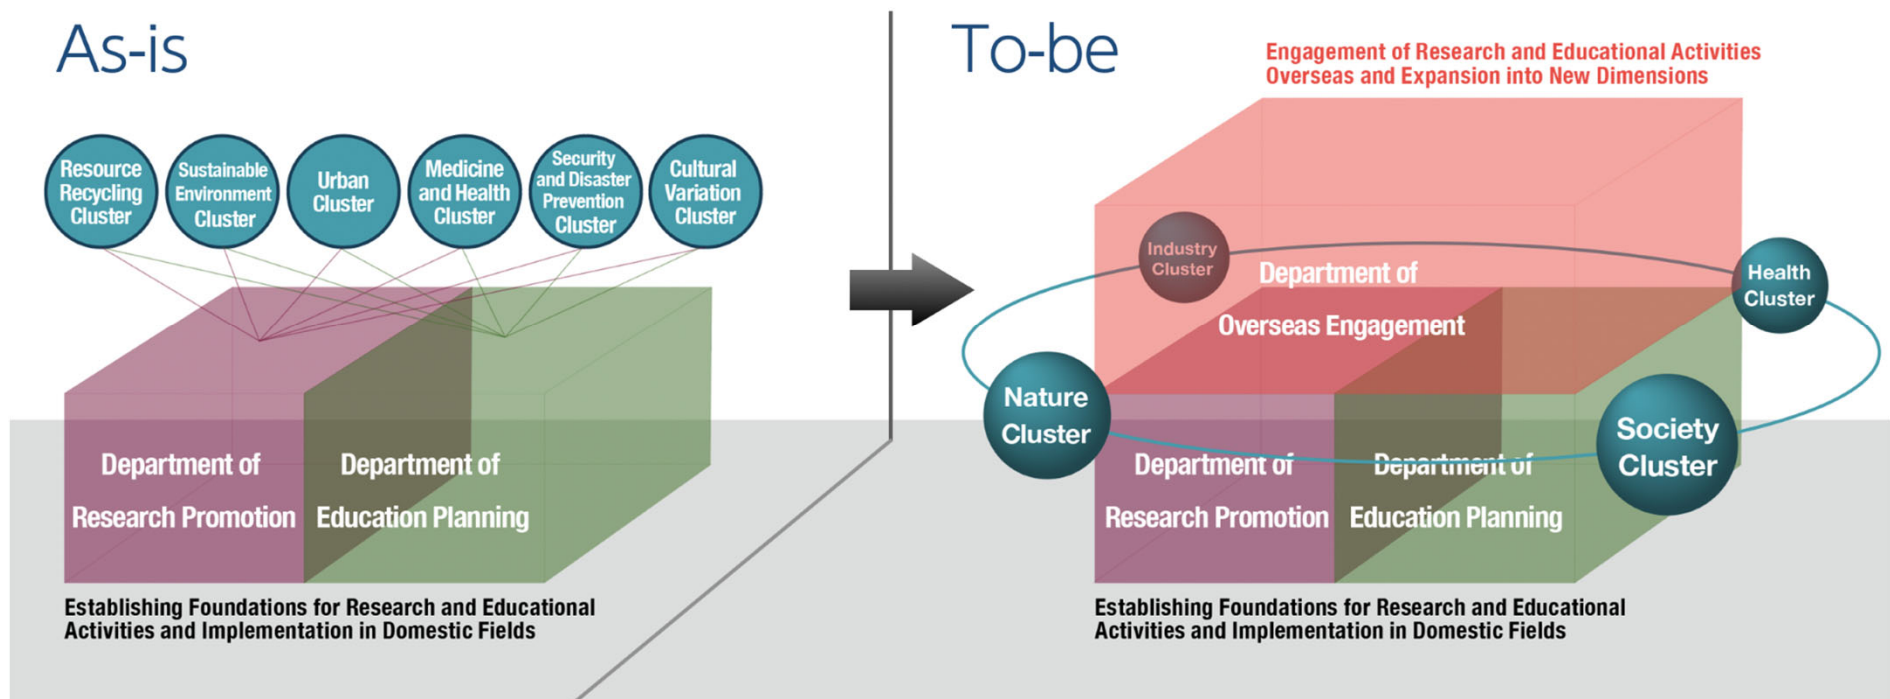 As-is
Resource
Recycling
Cluster
Sustainable
Environment
Cluster
Urban
Cluster
Medicine
and Health
Cluster
Security
and Disaster
Prevention
Cluster
Cultural
Variation
Cluster
Department of
Research Promotion
Department of
Education Planning
Establishing Foundations for Research and Educational
Activities and Implementation in Domestic Fields
To-be
Engagement of Research and Educational Activities
Overseas and Expansion into New Dimensions
Industry
Cluster
Health
Cluster
Department of
Overseas Engagement
Nature
Cluster
Society
Cluster
Department of
Research Promotion
Department of
Education Planning
Establishing Foundations for Research and Educational
Activities and Implementation in Domestic Fields